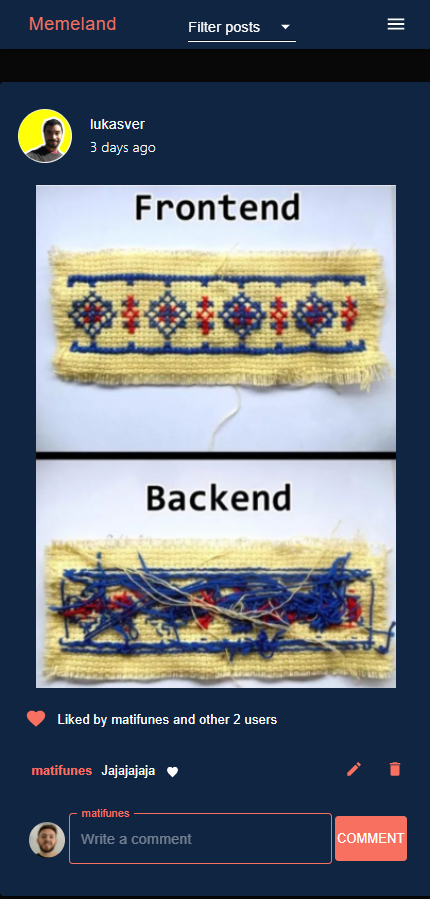 Memeland
Filter posts
lukasver
3 days ago
Frontend
Backend
Liked by matifunes and other 2 users
matifunes Jajajajaja
matifunes
Write a comment
COMMENT